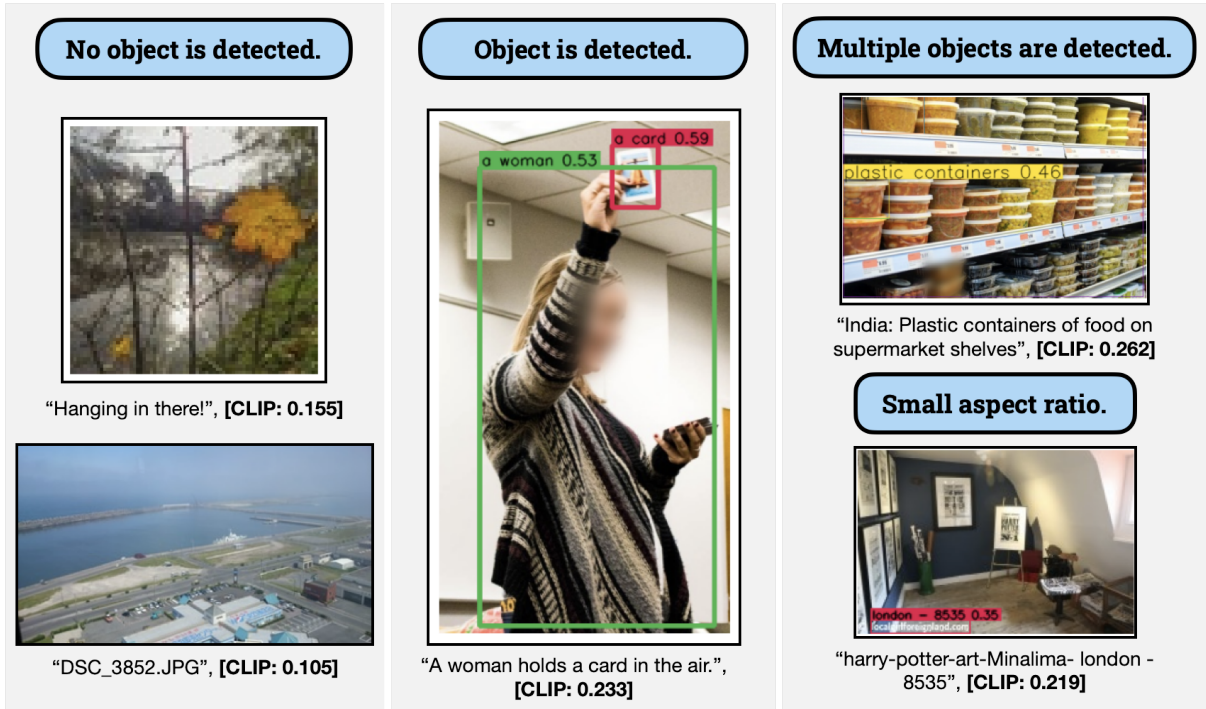 No object is detected.
“Hanging in there!”, [CLIP: 0.155]
“DSC_3852.JPG”, [CLIP: 0.105]
Object is detected.
a card 0.59
a woman 0.53
“A woman holds a card in the air.”,
[CLIP: 0.233]
Multiple objects are detected.
plastic containers 0.46
“India: Plastic containers of food on
supermarket shelves”, [CLIP: 0.262]
Small aspect ratio.
HARRY
POTTER
london - 8535 0.35
“harry-potter-art-Minalima- london -
8535”, [CLIP: 0.219]